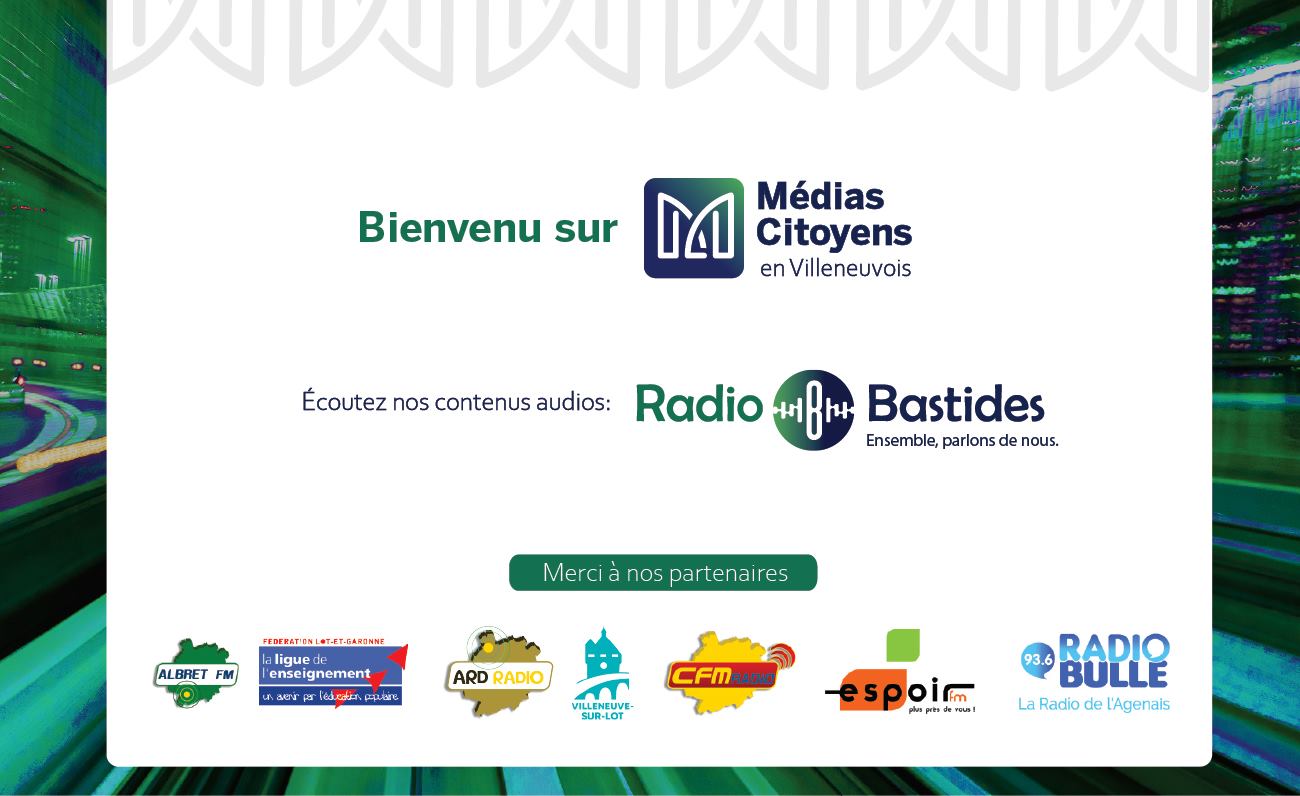 Bienvenu sur
Médias
Citoyens
en Villeneuvois
Écoutez nos contenus audios:
Radio Bastides
Ensemble, parlons de nous.
Merci à nos partenaires
ALBRET FM
FEDERATION LOT-ET-GARONNE
la ligue de
l'enseignement
un avenir par l'éducation populaire
ARD RADIO
VILLENEUVE-
SUR-LOT
CFM RADIO
espoir fm
plus près de vous !
93.6 RADIO
BULLE
La Radio de l'Agenais